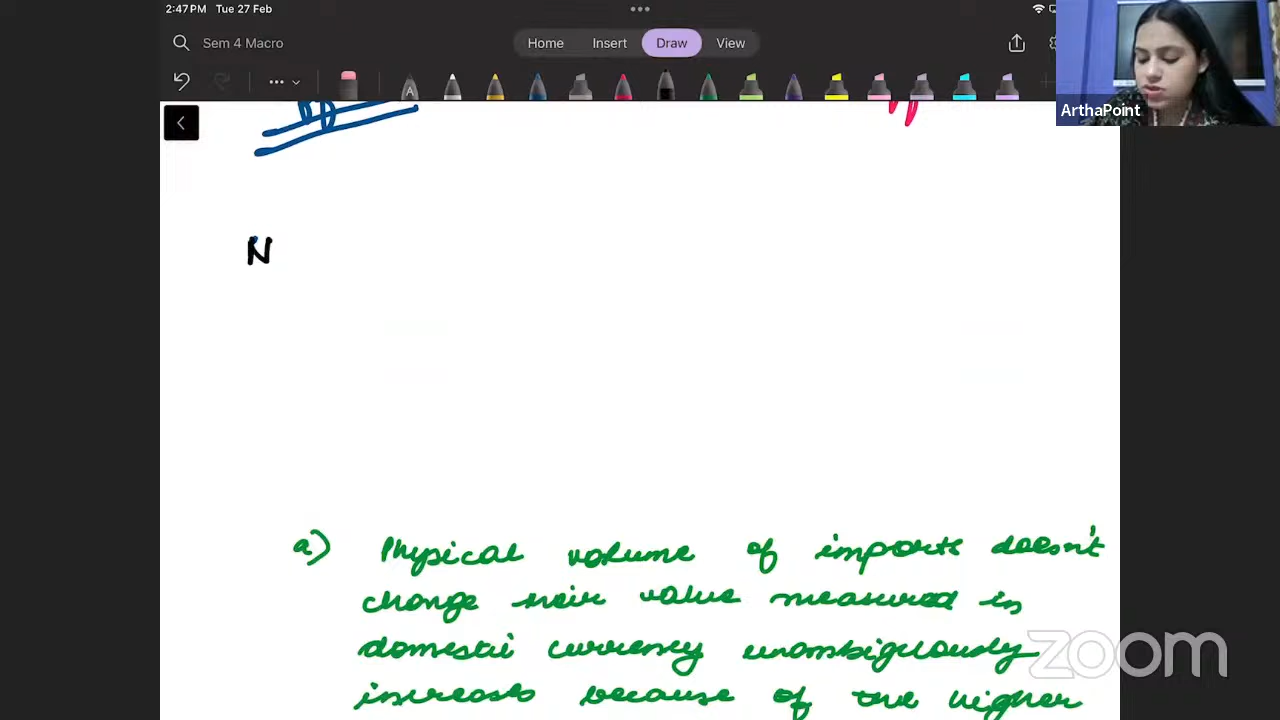 2:47 PM Tue 27 Feb
Sem 4 Macro
Home Insert Draw View
A
ArthaPoint
N
a) Physical volume of imports doesn't
change their value measured in
domestic currency unambiguously
increases because of the higher
zoom